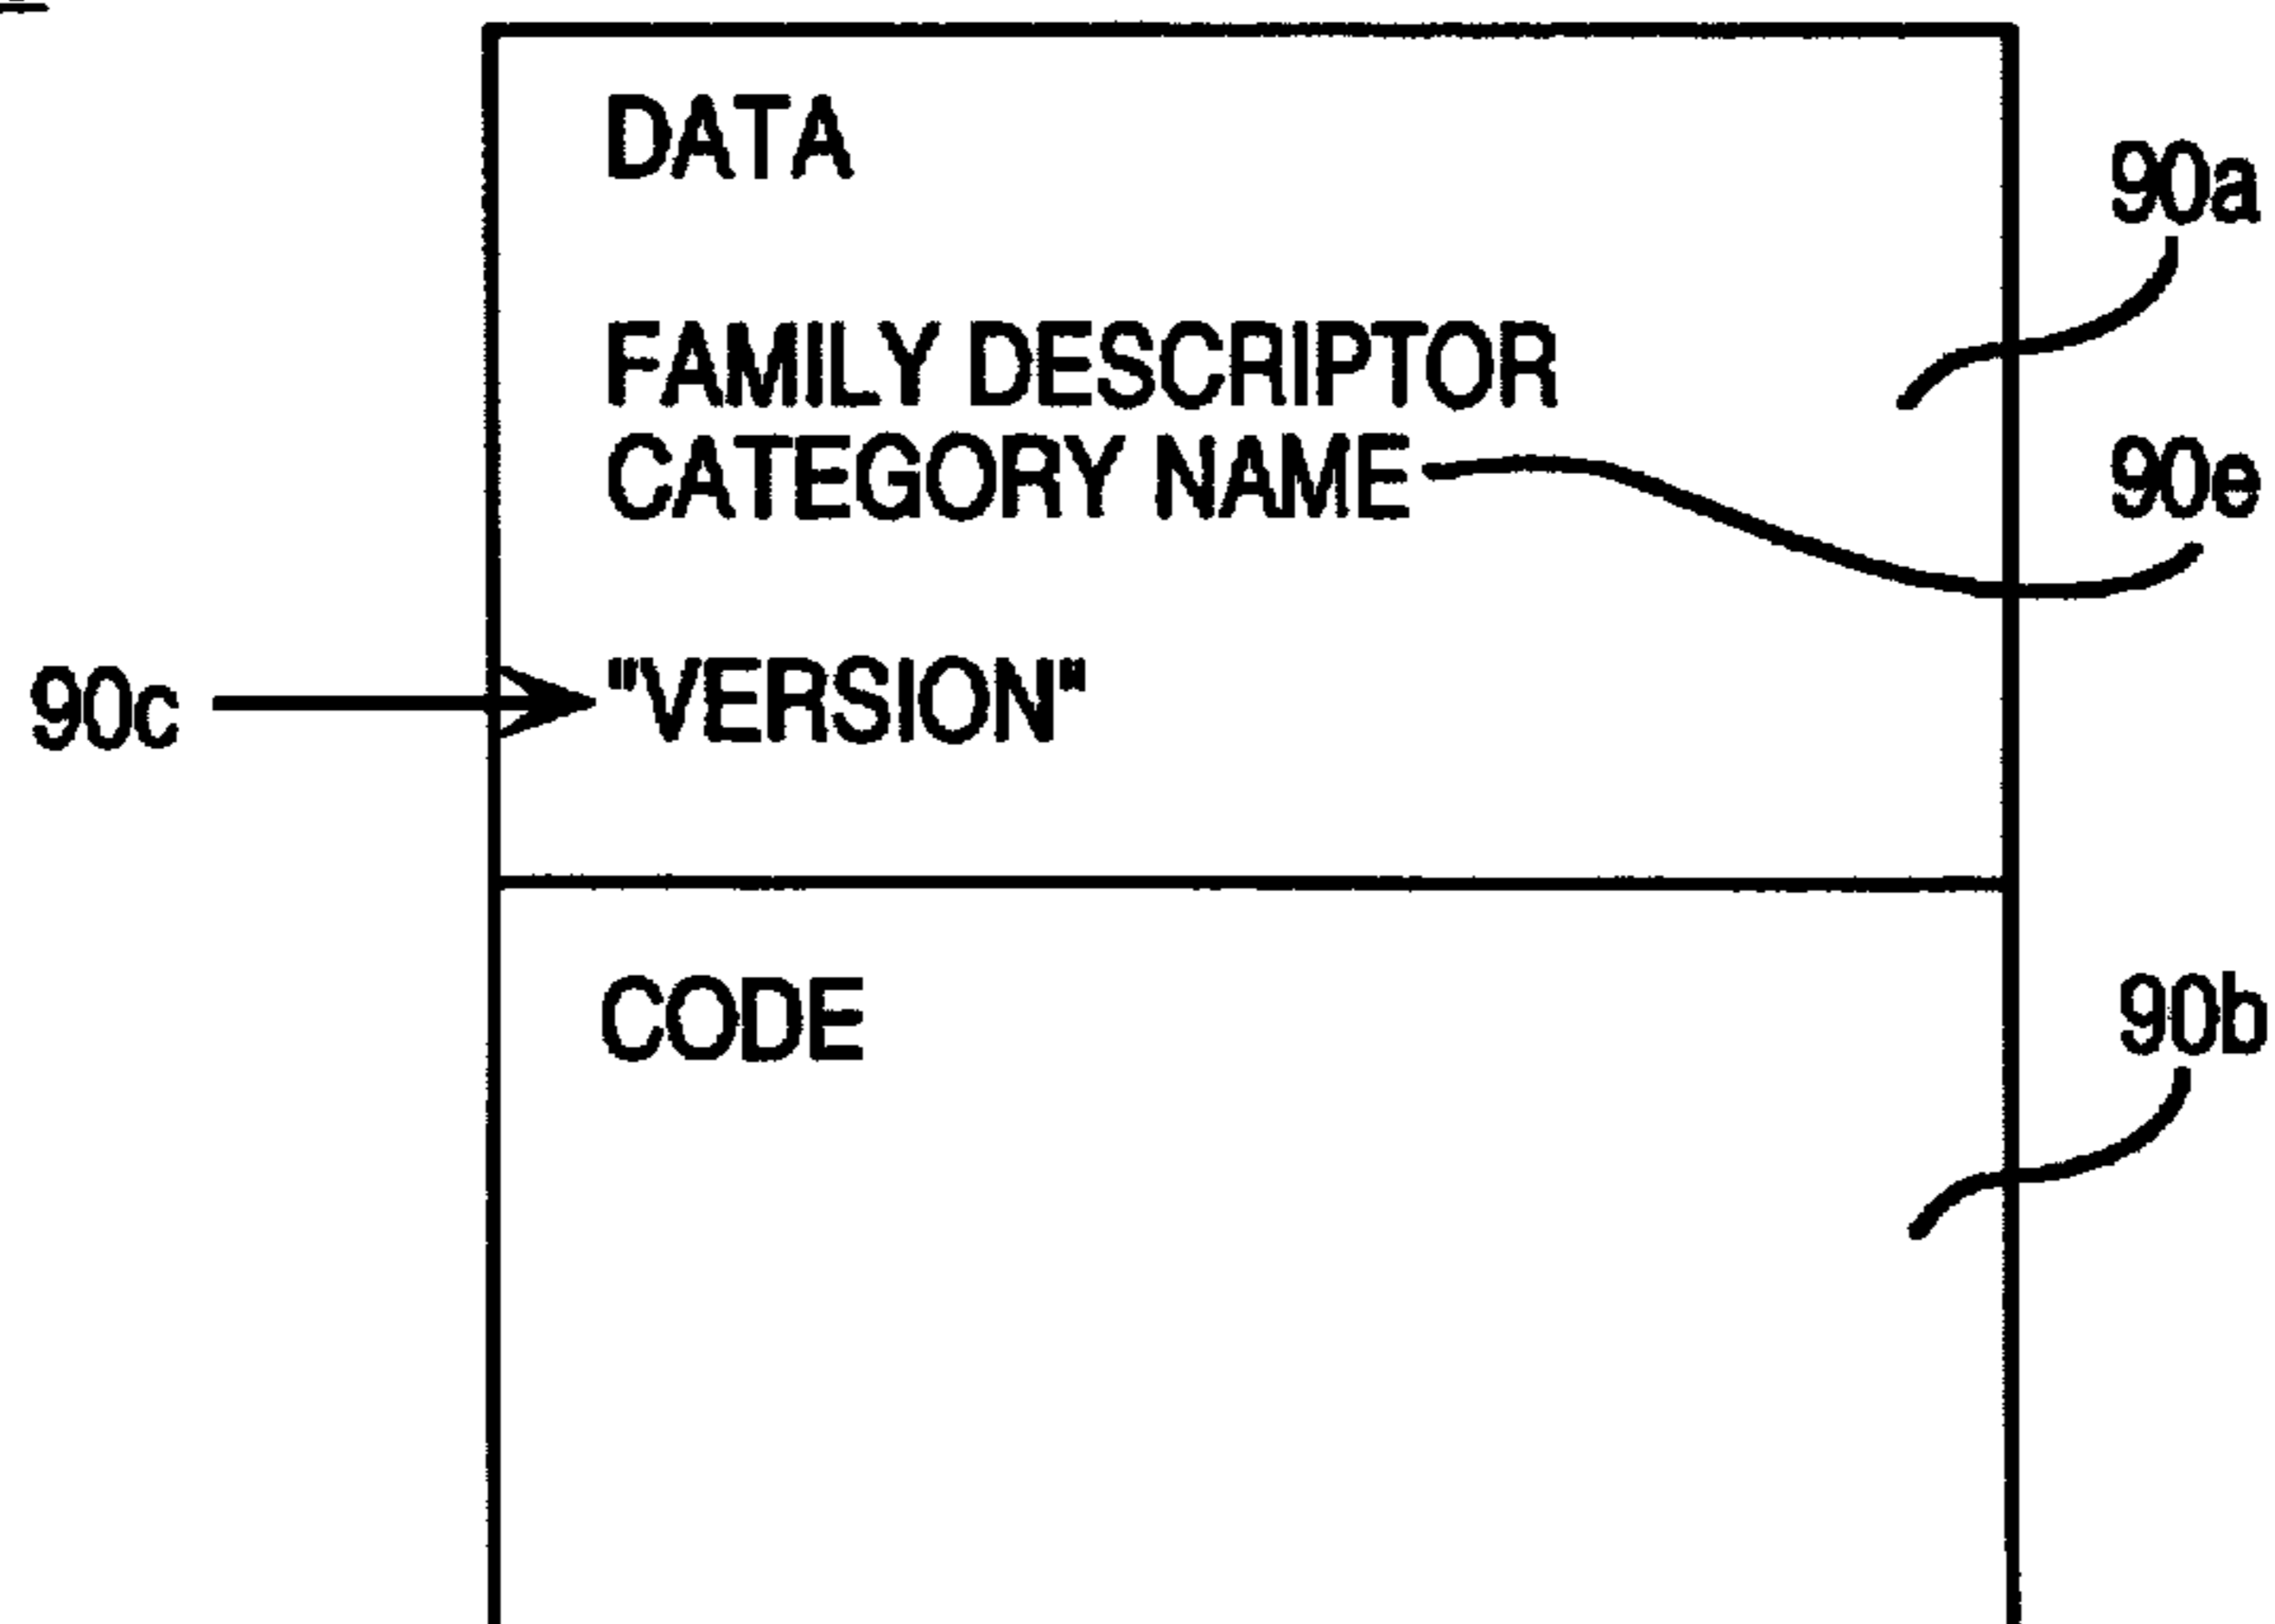 DATA
90a
FAMILY DESCRIPTOR
CATEGORY NAME
90e
90c
"VERSION"
CODE
90b